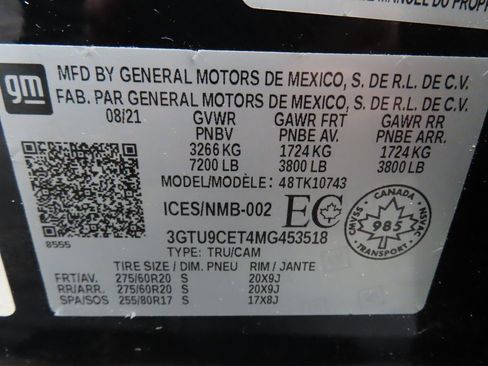 LE MANUEL DU PROPR
gm
MFD BY GENERAL MOTORS DE MEXICO, S. DE R.L. DE C.V.
FAB. PAR GENERAL MOTORS DE MEXICO, S. DE R.L. DE C.V.
08/21 GVWR GAWR FRT GAWR RR
PNBV PNBE AV. PNBE ARR.
3266 KG 1724 KG 1724 KG
7200 LB 3800 LB 3800 LB
MODEL/MODÈLE: 48TK10743
ICES/NMB-002 EC
CANADA
CMVSS 985 NSVAC
8555
3GTU9CET4MG453518
TYPE: TRU/CAM
TIRE SIZE / DIM. PNEU RIM / JANTE
FRT/AV. 275/60R20 S 20X9J
RR/ARR. 275/60R20 S 20X9J
SPA/SOS 255/80R17 S 17X8J